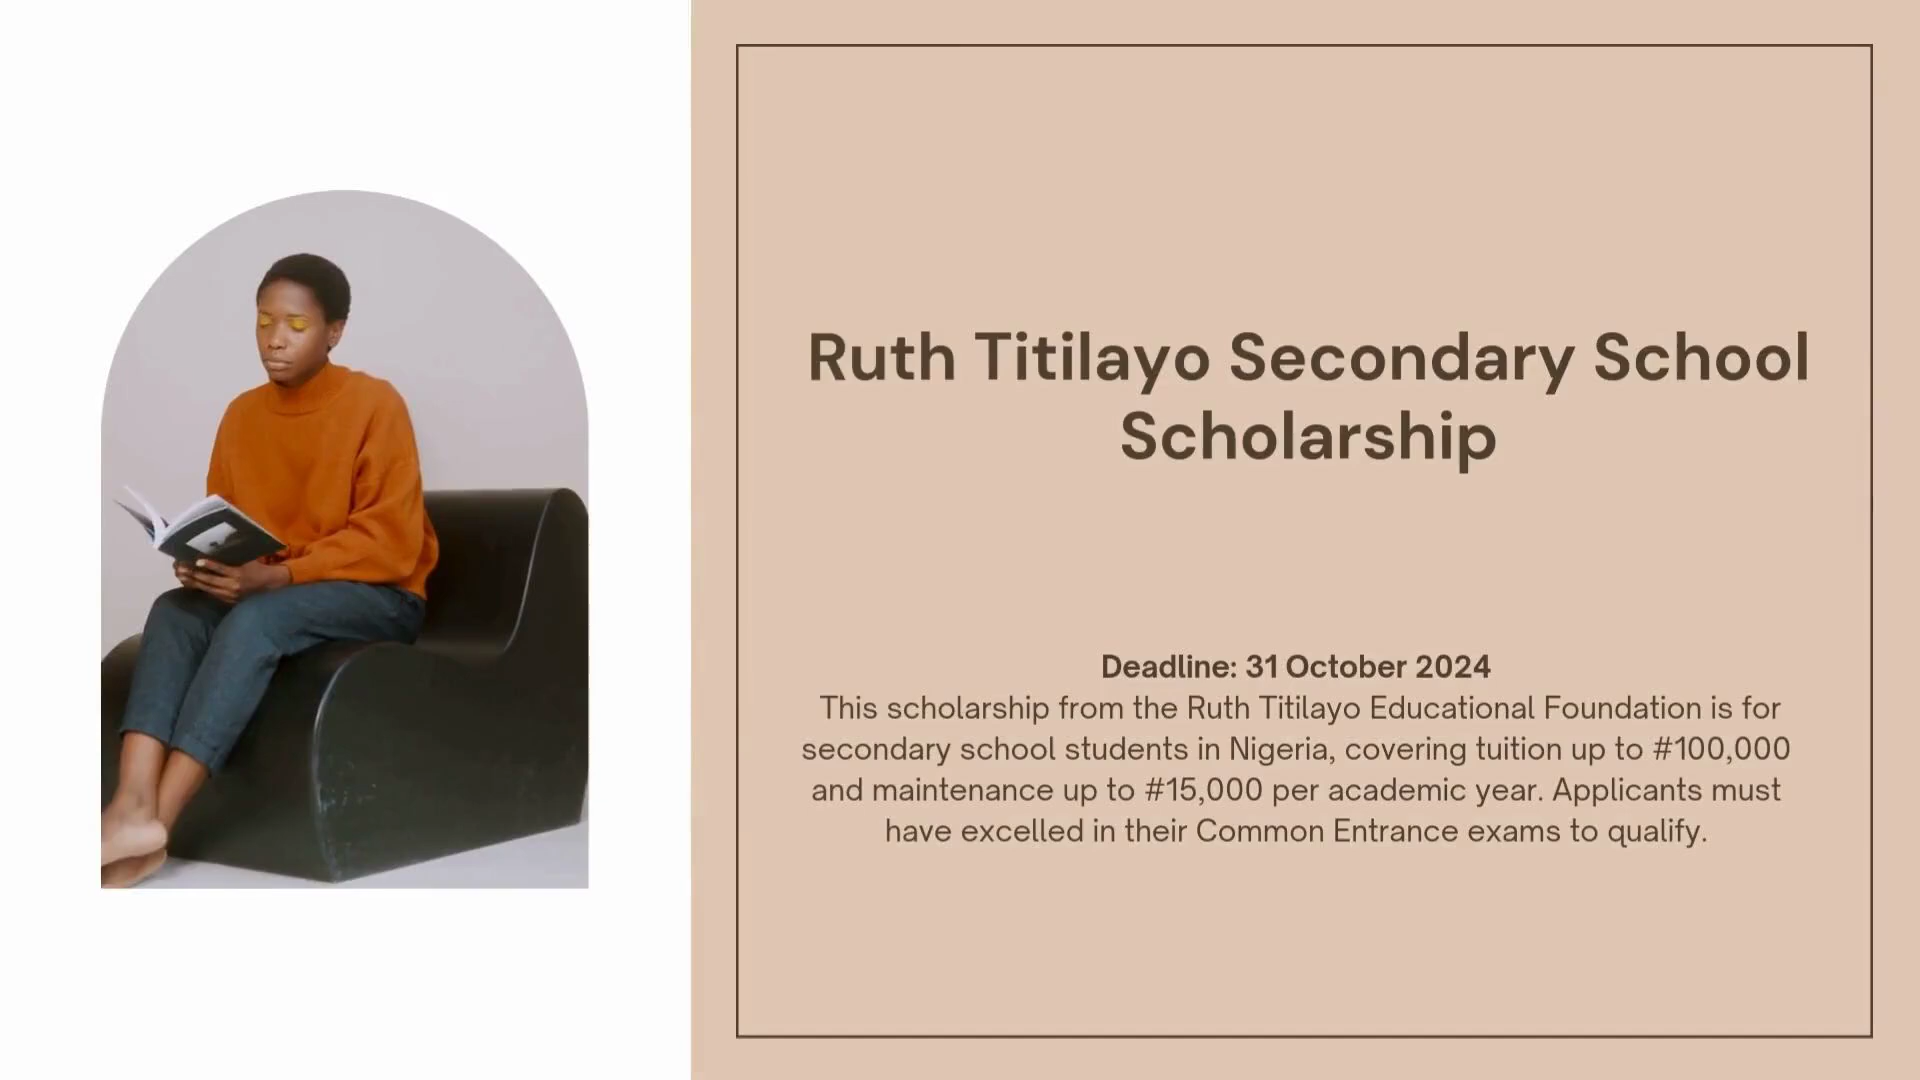 Ruth Titilayo Secondary School
Scholarship
Deadline: 31 October 2024
This scholarship from the Ruth Titilayo Educational Foundation is for
secondary school students in Nigeria, covering tuition up to #100,000
and maintenance up to #15,000 per academic year. Applicants must
have excelled in their Common Entrance exams to qualify.